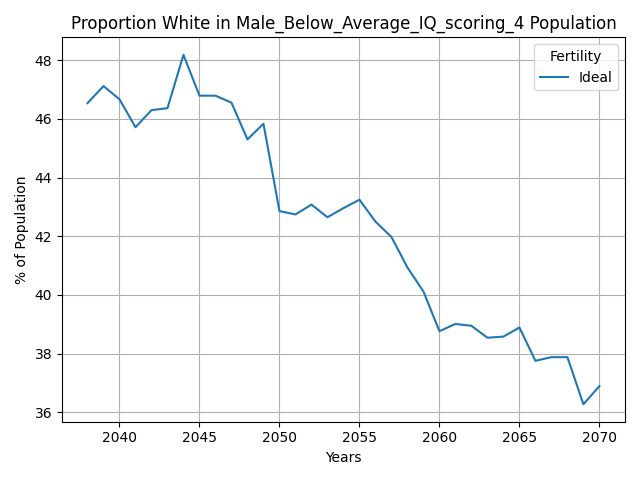 Proportion White in Male_Below_Average_IQ_scoring_4 Population
Fertility
Ideal
% of Population
48
46
44
42
40
38
36
2040 2045 2050 2055 2060 2065 2070
Years